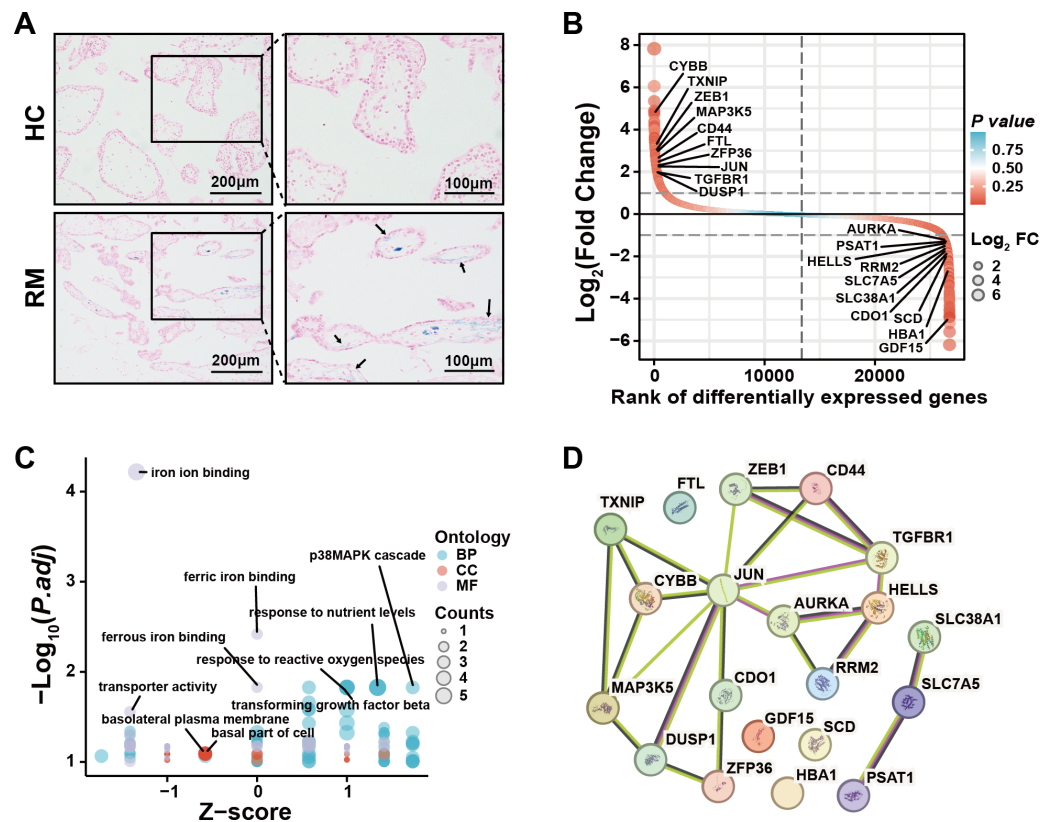 A
HC
200μm
100μm
RM
200μm
100μm
B
Log2(Fold Change)
8
6
4
2
0
−2
−4
−6
CYBB
TXNIP
ZEB1
MAP3K5
CD44
FTL
ZFP36
JUN
TGFBR1
DUSP1
AURKA
PSAT1
HELLS
RRM2
SLC7A5
SLC38A1
CDO1 SCD
HBA1
GDF15
0 10000 20000
Rank of differentially expressed genes
P value
0.75
0.50
0.25
Log2 FC
2
4
6
C
−Log10(P.adj)
4
3
2
1
iron ion binding
p38MAPK cascade
ferric iron binding
response to nutrient levels
ferrous iron binding
response to reactive oxygen species
transporter activity
transforming growth factor beta
basolateral plasma membrane
basal part of cell
−1 0 1
Z−score
Ontology
BP
CC
MF
Counts
1
2
3
4
5
D
ZEB1
CD44
FTL
TXNIP
TGFBR1
JUN
CYBB
HELLS
AURKA
SLC38A1
RRM2
CDO1
SLC7A5
MAP3K5
GDF15
SCD
DUSP1
ZFP36
HBA1
PSAT1